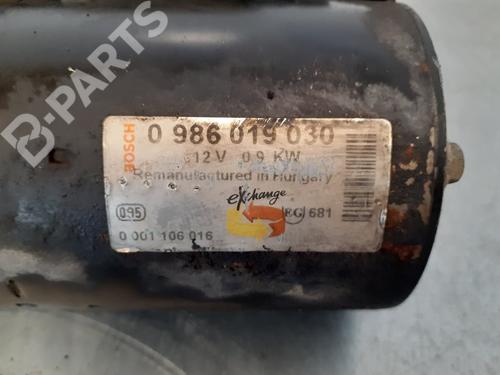 B-PARTS
BOSCH
0 986 019 030
12 V 0.9 KW
Remanufactured in Hungary
exchange
095
EC 681
0 001 106 016